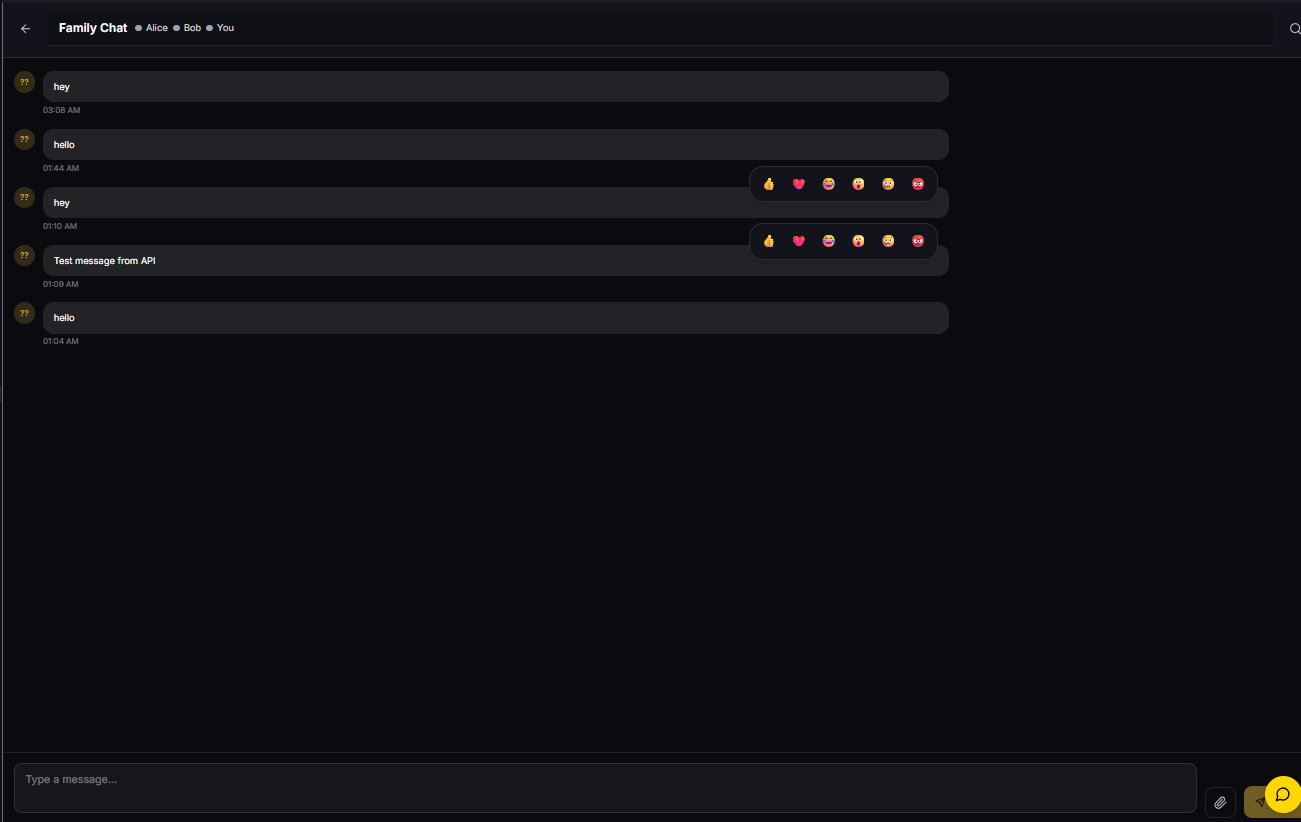 Family Chat Alice Bob You
?? hey
03:08 AM
?? hello
01:44 AM
?? hey
01:10 AM
?? Test message from API
01:09 AM
?? hello
01:04 AM
Type a message...